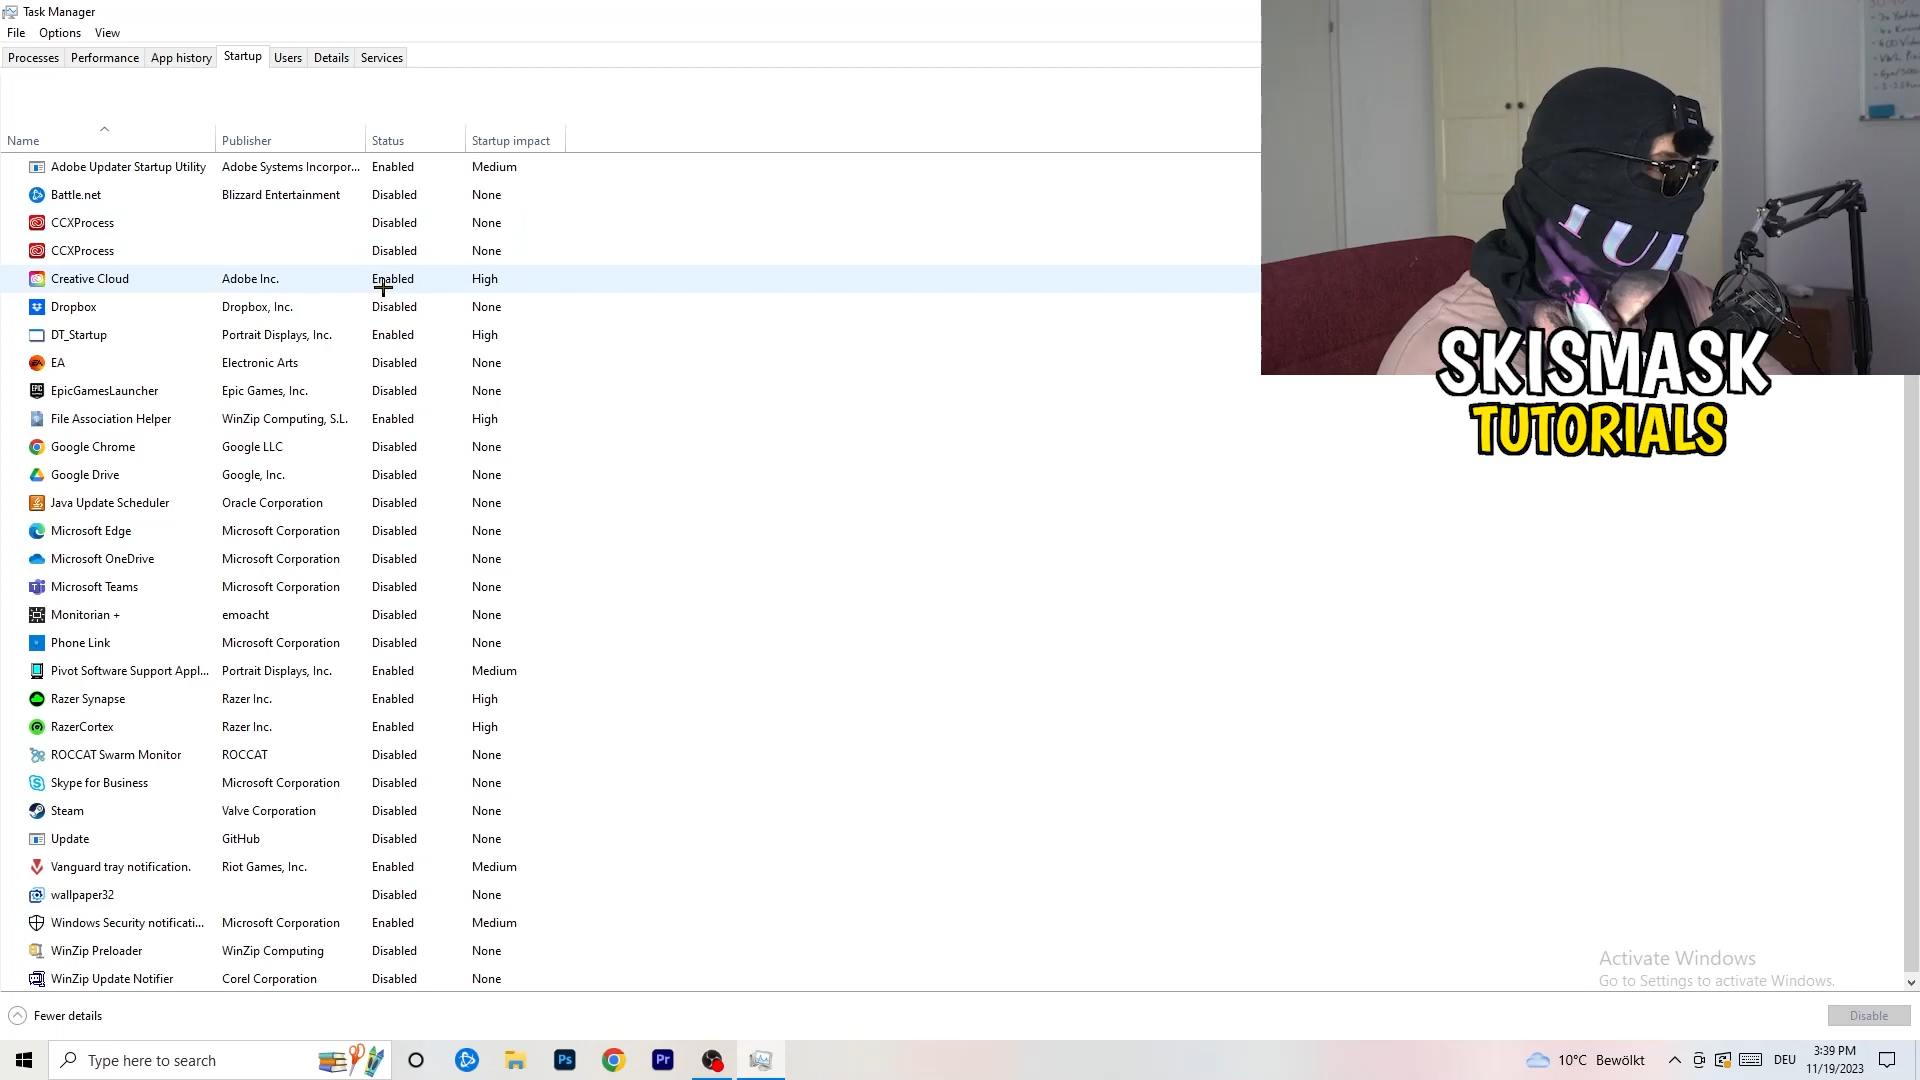 Task Manager
File Options View
Processes Performance App history Startup Users Details Services
Name Publisher Status Startup impact
Adobe Updater Startup Utility Adobe Systems Incorpor... Enabled Medium
Battle.net Blizzard Entertainment Disabled None
CCXProcess Disabled None
CCXProcess Disabled None
Creative Cloud Adobe Inc. Enabled High
Dropbox Dropbox, Inc. Disabled None
DT_Startup Portrait Displays, Inc. Enabled High
EA Electronic Arts Disabled None
EpicGamesLauncher Epic Games, Inc. Disabled None
File Association Helper WinZip Computing, S.L. Enabled High
Google Chrome Google LLC Disabled None
Google Drive Google, Inc. Disabled None
Java Update Scheduler Oracle Corporation Disabled None
Microsoft Edge Microsoft Corporation Disabled None
Microsoft OneDrive Microsoft Corporation Disabled None
Microsoft Teams Microsoft Corporation Disabled None
Monitorian + emoacht Disabled None
Phone Link Microsoft Corporation Disabled None
Pivot Software Support Appl... Portrait Displays, Inc. Enabled Medium
Razer Synapse Razer Inc. Enabled High
RazerCortex Razer Inc. Enabled High
ROCCAT Swarm Monitor ROCCAT Disabled None
Skype for Business Microsoft Corporation Disabled None
Steam Valve Corporation Disabled None
Update GitHub Disabled None
Vanguard tray notification. Riot Games, Inc. Enabled Medium
wallpaper32 Disabled None
Windows Security notificati... Microsoft Corporation Enabled Medium
WinZip Preloader WinZip Computing Disabled None
WinZip Update Notifier Corel Corporation Disabled None
SKISMASK
TUTORIALS
Activate Windows
Go to Settings to activate Windows.
Fewer details
Disable
Type here to search
Ps
Pr
10°C Bewölkt
DEU
3:39 PM
11/19/2023